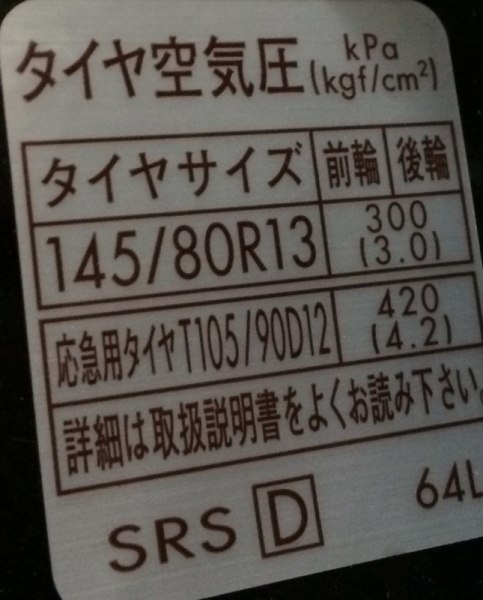 タイヤ空気圧 kPa (kgf/cm²)
タイヤサイズ 前輪 後輪
145/80R13 300 (3.0)
応急用タイヤT105/90D12 420 (4.2)
詳細は取扱説明書をよくお読み下さい。
SRS D 64L